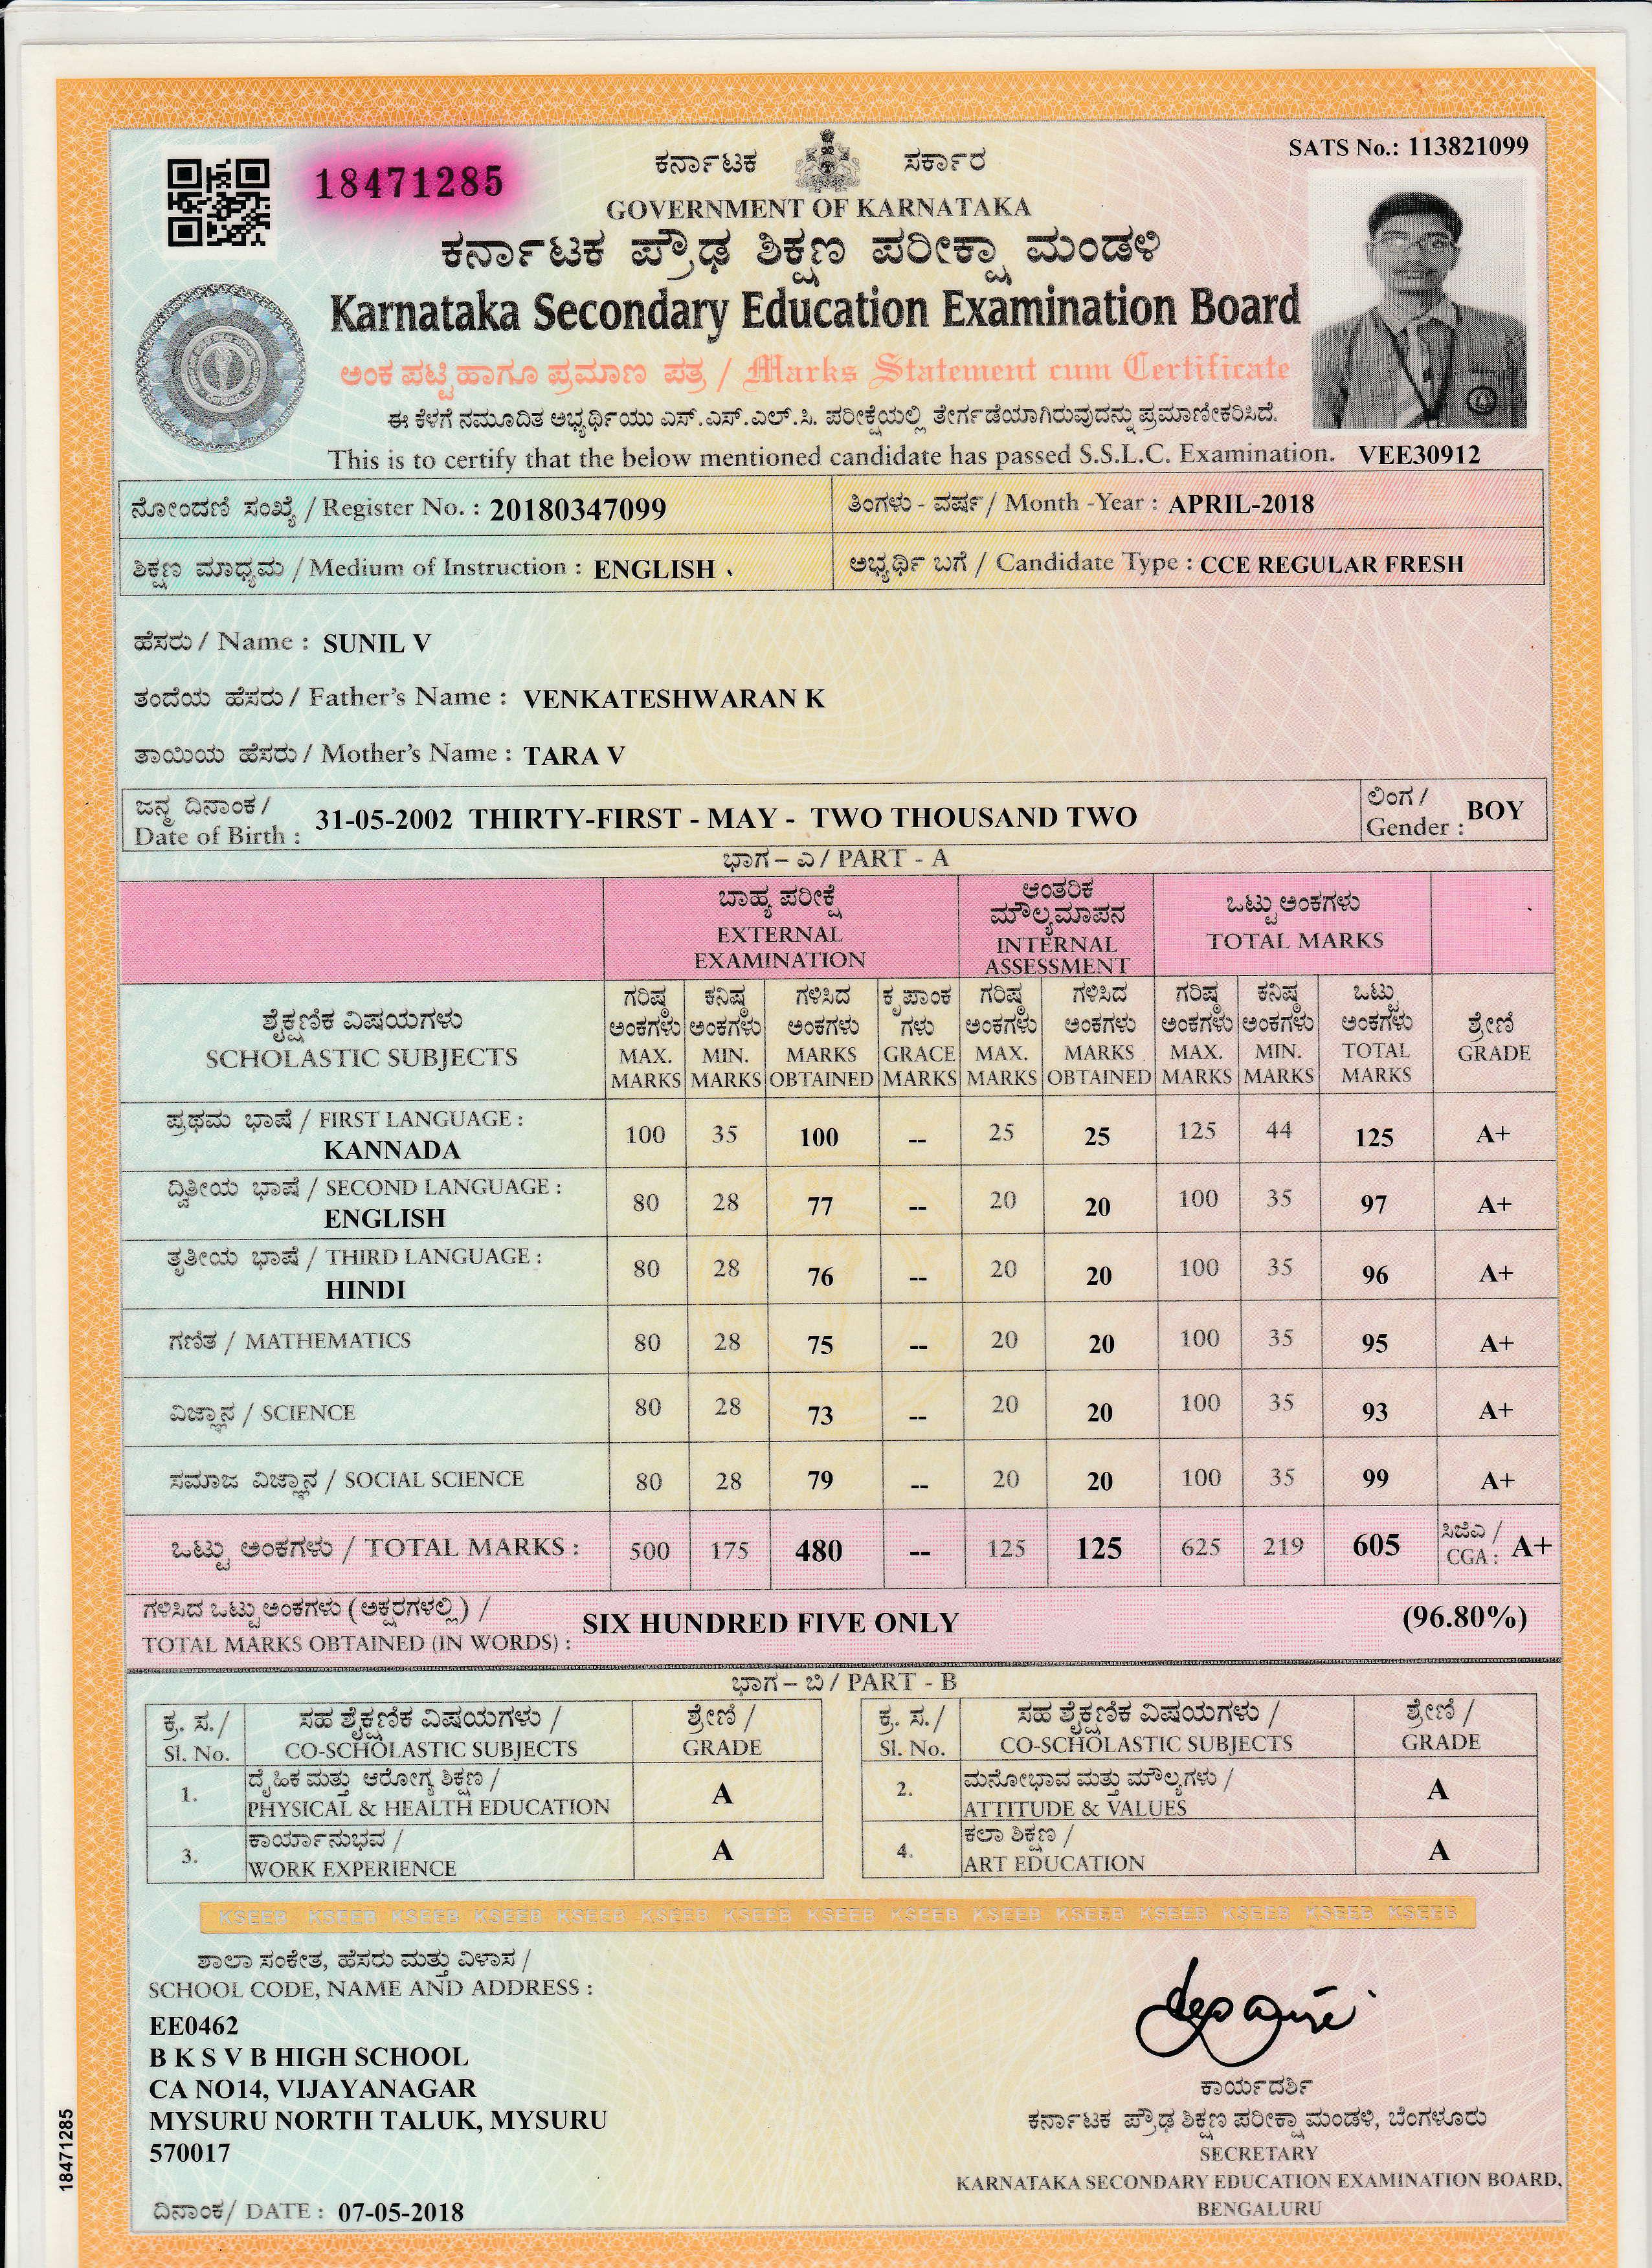 SATS No.: 113821099
18471285
ಕರ್ನಾಟಕ ಸರ್ಕಾರ
GOVERNMENT OF KARNATAKA
ಕರ್ನಾಟಕ ಪ್ರೌಢ ಶಿಕ್ಷಣ ಪರೀಕ್ಷಾ ಮಂಡಳಿ
Karnataka Secondary Education Examination Board
ಅಂಕ ಪಟ್ಟಿ ಹಾಗೂ ಪ್ರಮಾಣ ಪತ್ರ / Marks Statement cum Certificate
ಈ ಕೆಳಗೆ ನಮೂದಿತ ಅಭ್ಯರ್ಥಿಯು ಎಸ್.ಎಸ್.ಎಲ್.ಸಿ. ಪರೀಕ್ಷೆಯಲ್ಲಿ ತೇರ್ಗಡೆಯಾಗಿರುವುದನ್ನು ಪ್ರಮಾಣೀಕರಿಸಿದೆ.
This is to certify that the below mentioned candidate has passed S.S.L.C. Examination. VEE30912
ನೋಂದಣಿ ಸಂಖ್ಯೆ / Register No. : 20180347099
ತಿಂಗಳು - ವರ್ಷ / Month -Year : APRIL-2018
ಶಿಕ್ಷಣ ಮಾಧ್ಯಮ / Medium of Instruction : ENGLISH
ಅಭ್ಯರ್ಥಿ ಬಗೆ / Candidate Type : CCE REGULAR FRESH
ಹೆಸರು / Name : SUNIL V
ತಂದೆಯ ಹೆಸರು / Father's Name : VENKATESHWARAN K
ತಾಯಿಯ ಹೆಸರು / Mother's Name : TARA V
ಜನ್ಮ ದಿನಾಂಕ /
Date of Birth : 31-05-2002 THIRTY-FIRST - MAY - TWO THOUSAND TWO
ಲಿಂಗ /
Gender : BOY
ಭಾಗ – ಎ / PART - A
ಬಾಹ್ಯ ಪರೀಕ್ಷೆ
EXTERNAL
EXAMINATION
ಆಂತರಿಕ
ಮೌಲ್ಯಮಾಪನ
INTERNAL
ASSESSMENT
ಒಟ್ಟು ಅಂಕಗಳು
TOTAL MARKS
ಶೈಕ್ಷಣಿಕ ವಿಷಯಗಳು
SCHOLASTIC SUBJECTS
ಗರಿಷ್ಠ ಕನಿಷ್ಠ ಗಳಿಸಿದ ಕೃಪಾಂಕ ಗರಿಷ್ಠ ಗಳಿಸಿದ ಗರಿಷ್ಠ ಕನಿಷ್ಠ ಒಟ್ಟು
ಅಂಕಗಳು ಅಂಕಗಳು ಅಂಕಗಳು ಗಳು ಅಂಕಗಳು ಅಂಕಗಳು ಅಂಕಗಳು ಅಂಕಗಳು ಅಂಕಗಳು ಶ್ರೇಣಿ
MAX. MIN. MARKS GRACE MAX. MARKS MAX. MIN. TOTAL GRADE
MARKS MARKS OBTAINED MARKS MARKS OBTAINED MARKS MARKS MARKS
ಪ್ರಥಮ ಭಾಷೆ / FIRST LANGUAGE :
KANNADA 100 35 100 -- 25 25 125 44 125 A+
ದ್ವಿತೀಯ ಭಾಷೆ / SECOND LANGUAGE :
ENGLISH 80 28 77 -- 20 20 100 35 97 A+
ತೃತೀಯ ಭಾಷೆ / THIRD LANGUAGE :
HINDI 80 28 76 -- 20 20 100 35 96 A+
ಗಣಿತ / MATHEMATICS 80 28 75 -- 20 20 100 35 95 A+
ವಿಜ್ಞಾನ / SCIENCE 80 28 73 -- 20 20 100 35 93 A+
ಸಮಾಜ ವಿಜ್ಞಾನ / SOCIAL SCIENCE 80 28 79 -- 20 20 100 35 99 A+
ಒಟ್ಟು ಅಂಕಗಳು / TOTAL MARKS : 500 175 480 -- 125 125 625 219 605 ಸಿಜಿಎ / CGA : A+
ಗಳಿಸಿದ ಒಟ್ಟು ಅಂಕಗಳು (ಅಕ್ಷರಗಳಲ್ಲಿ) /
TOTAL MARKS OBTAINED (IN WORDS) : SIX HUNDRED FIVE ONLY (96.80%)
ಭಾಗ – ಬಿ / PART - B
ಕ್ರ. ಸ. / ಸಹ ಶೈಕ್ಷಣಿಕ ವಿಷಯಗಳು / ಶ್ರೇಣಿ / ಕ್ರ. ಸ. / ಸಹ ಶೈಕ್ಷಣಿಕ ವಿಷಯಗಳು / ಶ್ರೇಣಿ /
Sl. No. CO-SCHOLASTIC SUBJECTS GRADE Sl. No. CO-SCHOLASTIC SUBJECTS GRADE
1. ದೈಹಿಕ ಮತ್ತು ಆರೋಗ್ಯ ಶಿಕ್ಷಣ /
PHYSICAL & HEALTH EDUCATION A
2. ಮನೋಭಾವ ಮತ್ತು ಮೌಲ್ಯಗಳು /
ATTITUDE & VALUES A
3. ಕಾರ್ಯಾನುಭವ /
WORK EXPERIENCE A
4. ಕಲಾ ಶಿಕ್ಷಣ /
ART EDUCATION A
KSEEB KSEEB KSEEB KSEEB KSEEB KSEEB KSEEB KSEEB KSEEB KSEEB KSEEB KSEEB KSEEB KSEEB KSEEB
ಶಾಲಾ ಸಂಕೇತ, ಹೆಸರು ಮತ್ತು ವಿಳಾಸ /
SCHOOL CODE, NAME AND ADDRESS :
EE0462
B K S V B HIGH SCHOOL
CA NO14, VIJAYANAGAR
MYSURU NORTH TALUK, MYSURU
570017
ದಿನಾಂಕ/ DATE : 07-05-2018
ಕಾರ್ಯದರ್ಶಿ
ಕರ್ನಾಟಕ ಪ್ರೌಢ ಶಿಕ್ಷಣ ಪರೀಕ್ಷಾ ಮಂಡಳಿ, ಬೆಂಗಳೂರು
SECRETARY
KARNATAKA SECONDARY EDUCATION EXAMINATION BOARD,
BENGALURU
18471285